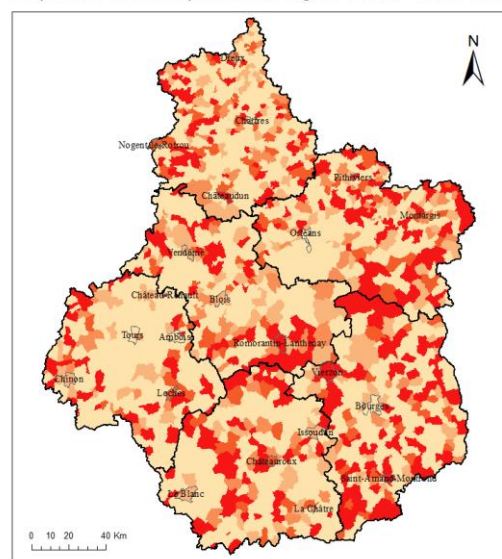 N
Dreux
Chartres
Nogent-le-Rotrou
Pithiviers
Châteaudun
Montargis
Orléans
Vendôme
Château-Renault
Blois
Tours
Amboise
Romorantin-Lanthenay
Vierzon
Chinon
Loches
Bourges
Issoudun
Châteauroux
Saint-Amand-Montrond
Le Blanc
La Châtre
0 10 20 40 Km